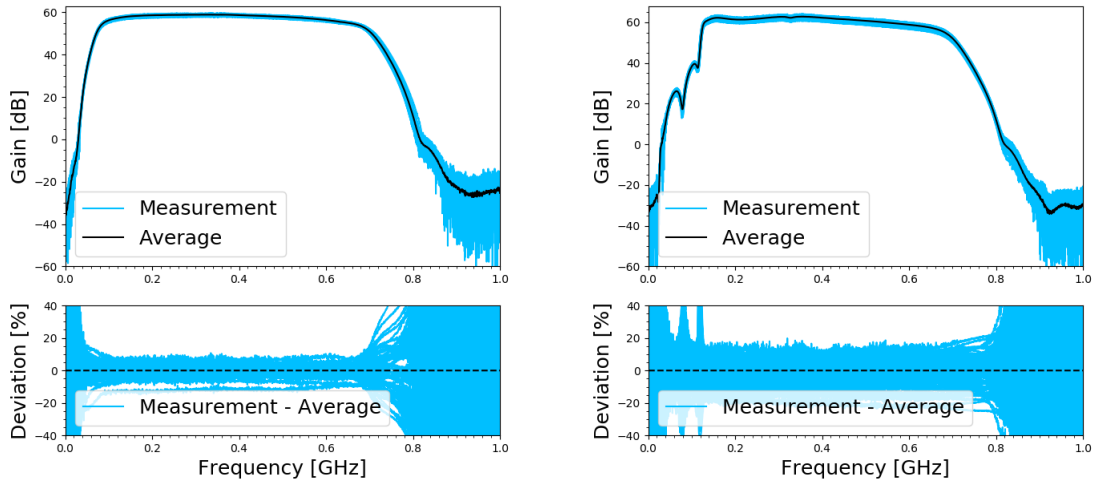 60
40
20
0
−20
−40
−60
Gain [dB]
Measurement
Average
0.0 0.2 0.4 0.6 0.8 1.0
40
20
0
−20
−40
Deviation [%]
Measurement - Average
0.0 0.2 0.4 0.6 0.8 1.0
Frequency [GHz]
60
40
20
0
−20
−40
−60
Gain [dB]
Measurement
Average
0.0 0.2 0.4 0.6 0.8 1.0
40
20
0
−20
−40
Deviation [%]
Measurement - Average
0.0 0.2 0.4 0.6 0.8 1.0
Frequency [GHz]